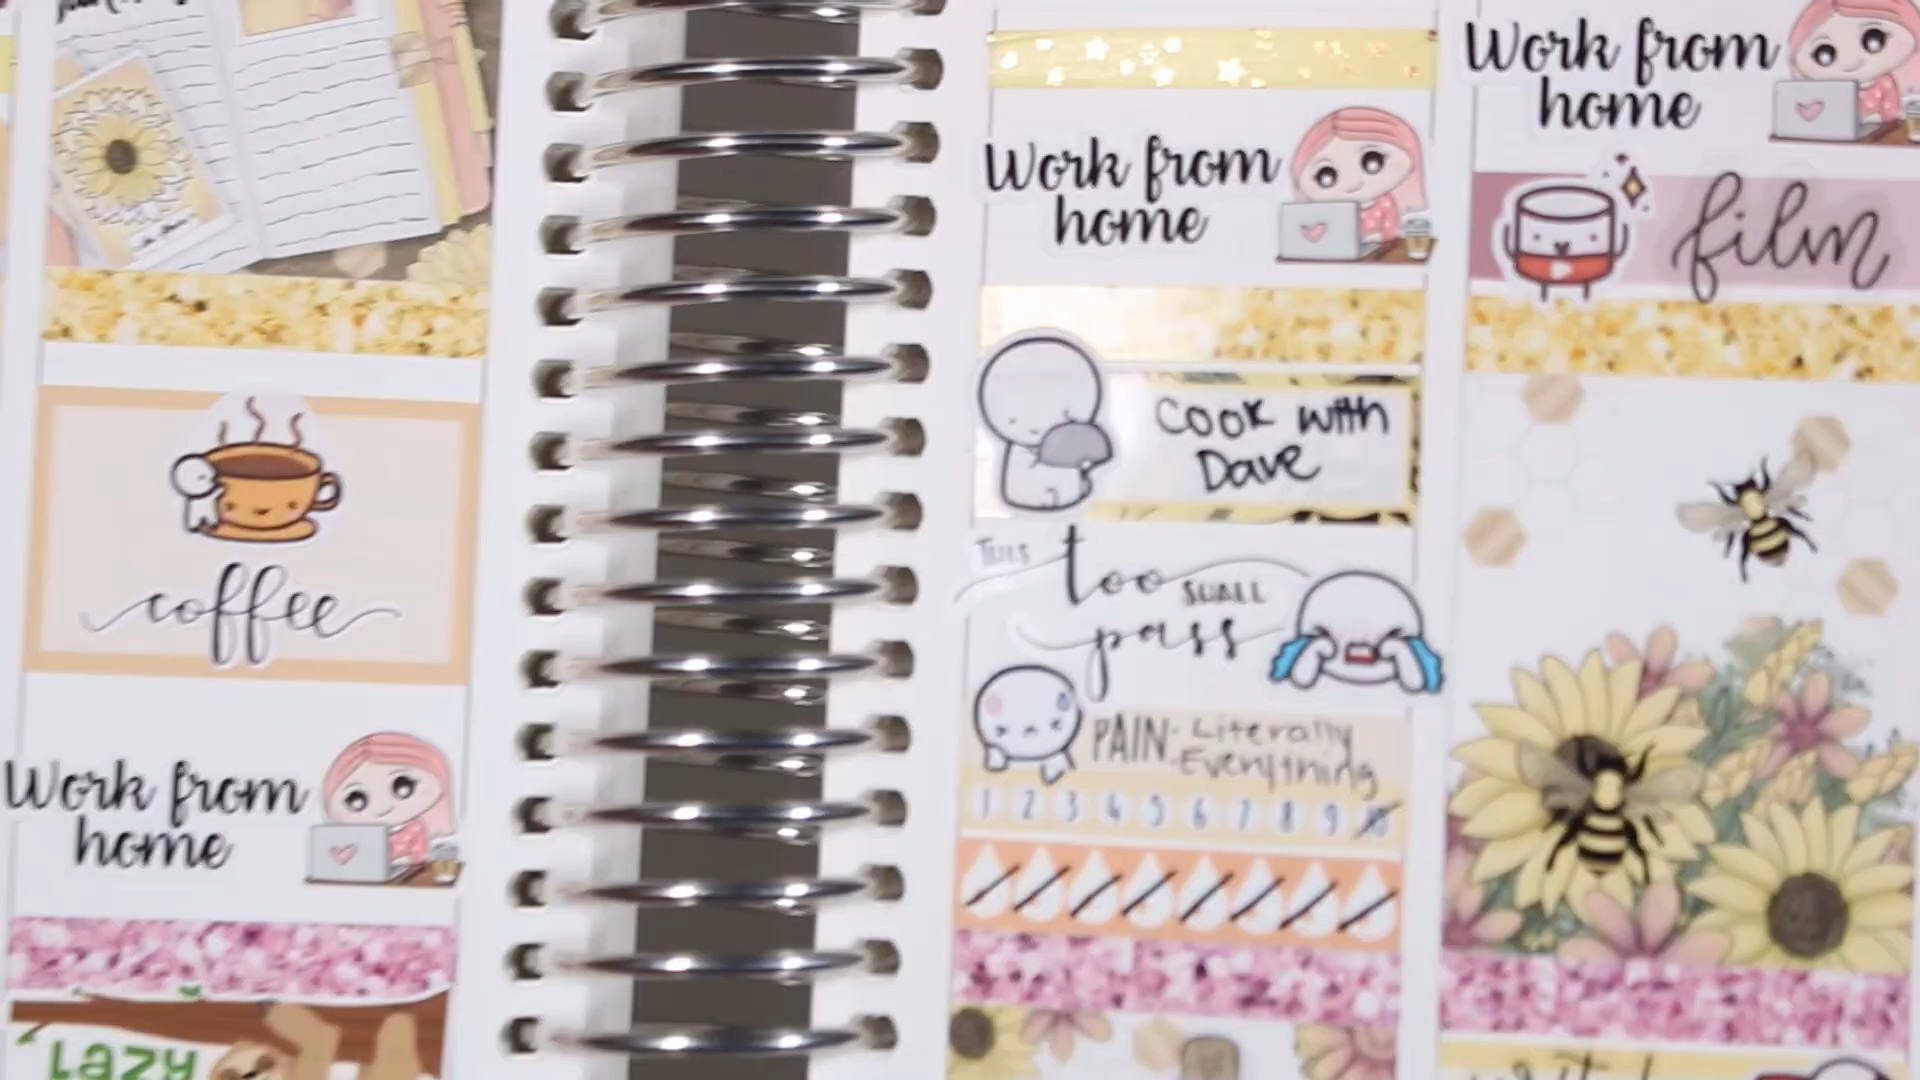 coffee
Work from
home
LAZY
Work from
home
Cook with
Dave
THIS too SHALL
pass
PAIN - Literally
Everything
1 2 3 4 5 6 7 8 9 10
Work from
home
film